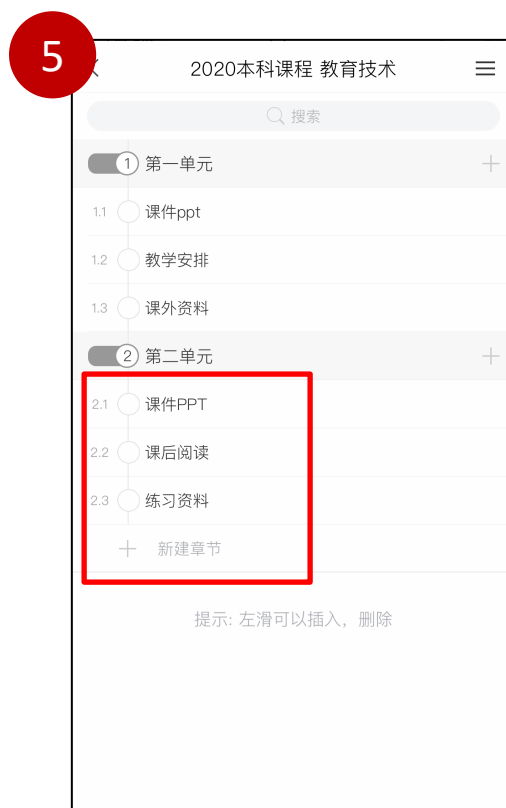 5
2020本科课程 教育技术
搜索
1 第一单元
1.1 课件ppt
1.2 教学安排
1.3 课外资料
2 第二单元
2.1 课件PPT
2.2 课后阅读
2.3 练习资料
新建章节
提示: 左滑可以插入，删除